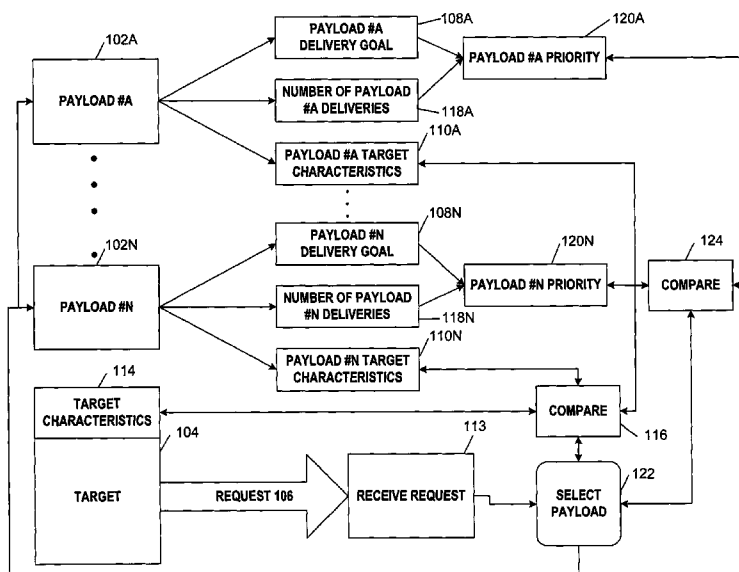 108A
120A
102A
PAYLOAD #A
DELIVERY GOAL
PAYLOAD #A PRIORITY
PAYLOAD #A
NUMBER OF PAYLOAD
#A DELIVERIES
118A
110A
PAYLOAD #A TARGET
CHARACTERISTICS
108N
102N
PAYLOAD #N
DELIVERY GOAL
120N
124
PAYLOAD #N
PAYLOAD #N PRIORITY
COMPARE
NUMBER OF PAYLOAD
#N DELIVERIES
118N
110N
PAYLOAD #N TARGET
CHARACTERISTICS
114
TARGET
CHARACTERISTICS
COMPARE
104
113
116
TARGET
REQUEST 106
RECEIVE REQUEST
SELECT
PAYLOAD
122